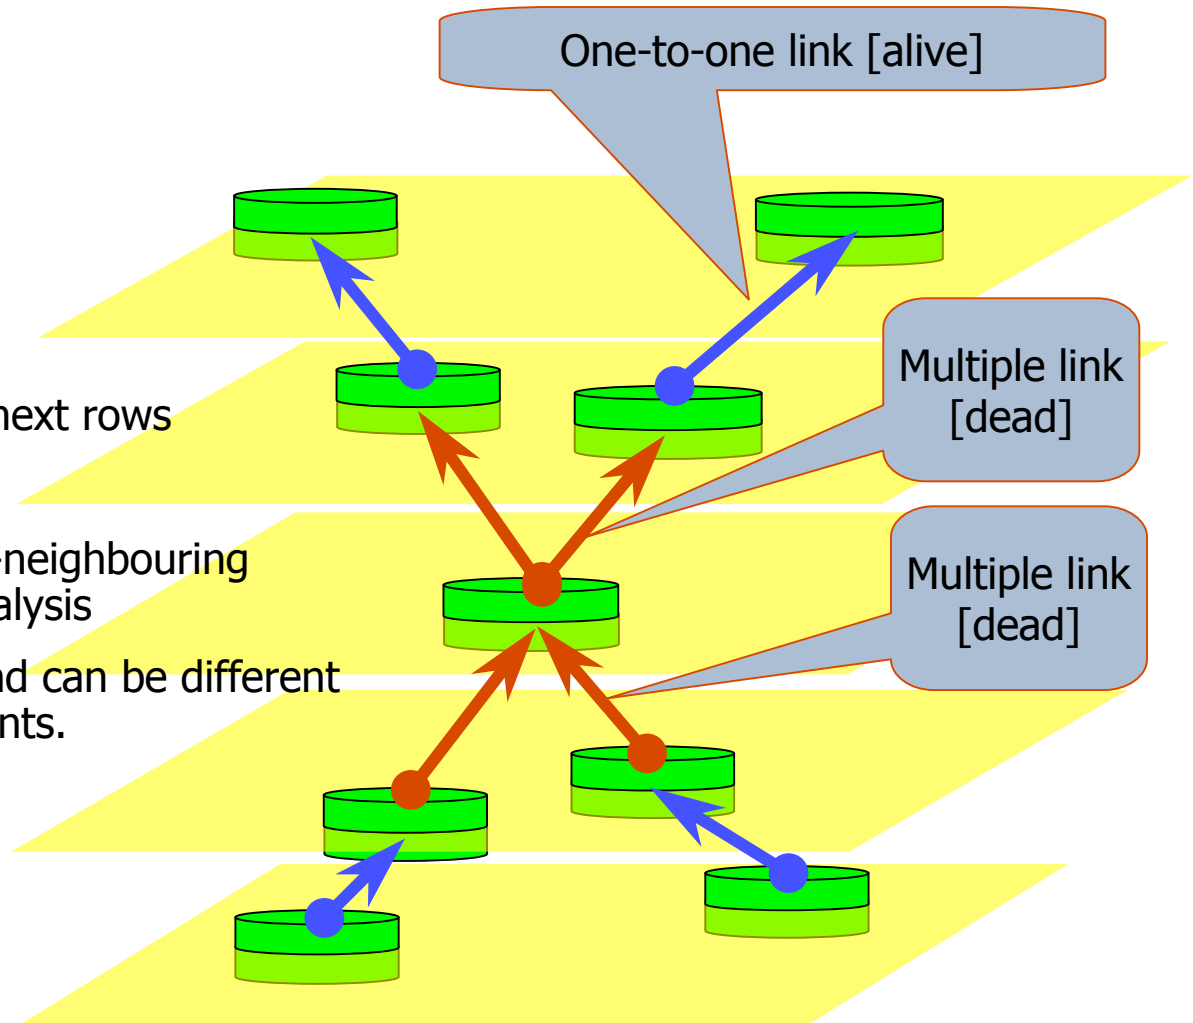 One-to-one link [alive]
Multiple link
[dead]
next rows
-neighbouring
alysis
Multiple link
[dead]
d can be different
nts.